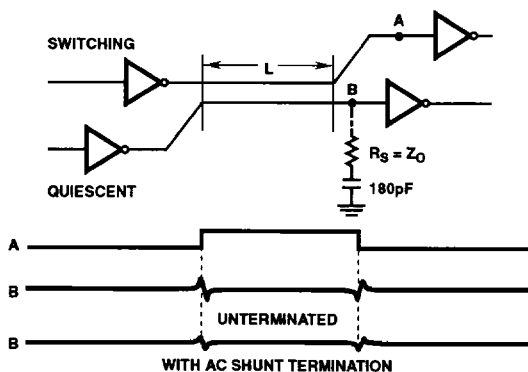 SWITCHING
A
L
B
R_S = Z_O
180pF
QUIESCENT
A
B
UNTERMINATED
B
WITH AC SHUNT TERMINATION